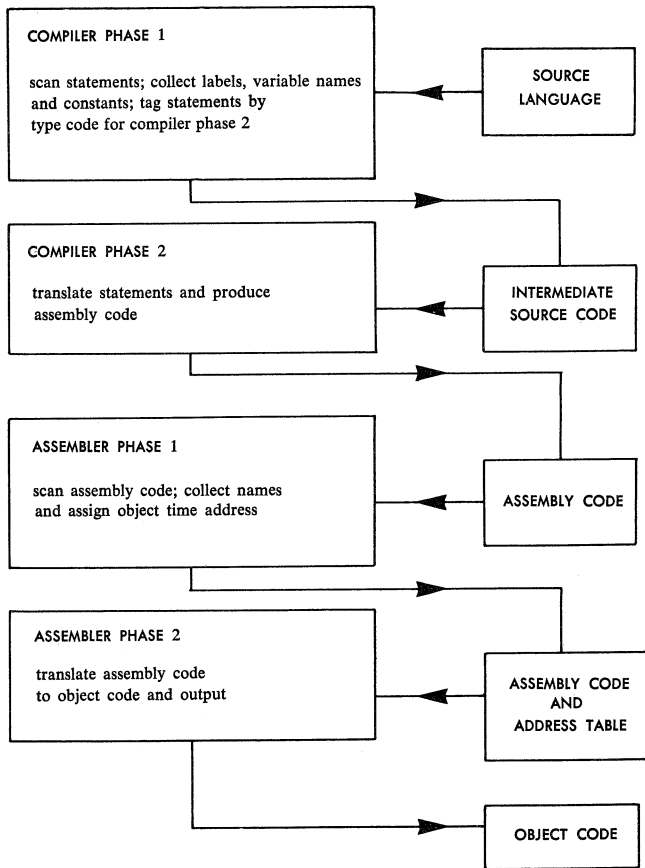 COMPILER PHASE 1
scan statements; collect labels, variable names
and constants; tag statements by
type code for compiler phase 2
SOURCE
LANGUAGE
COMPILER PHASE 2
translate statements and produce
assembly code
INTERMEDIATE
SOURCE CODE
ASSEMBLER PHASE 1
scan assembly code; collect names
and assign object time address
ASSEMBLY CODE
ASSEMBLER PHASE 2
translate assembly code
to object code and output
ASSEMBLY CODE
AND
ADDRESS TABLE
OBJECT CODE